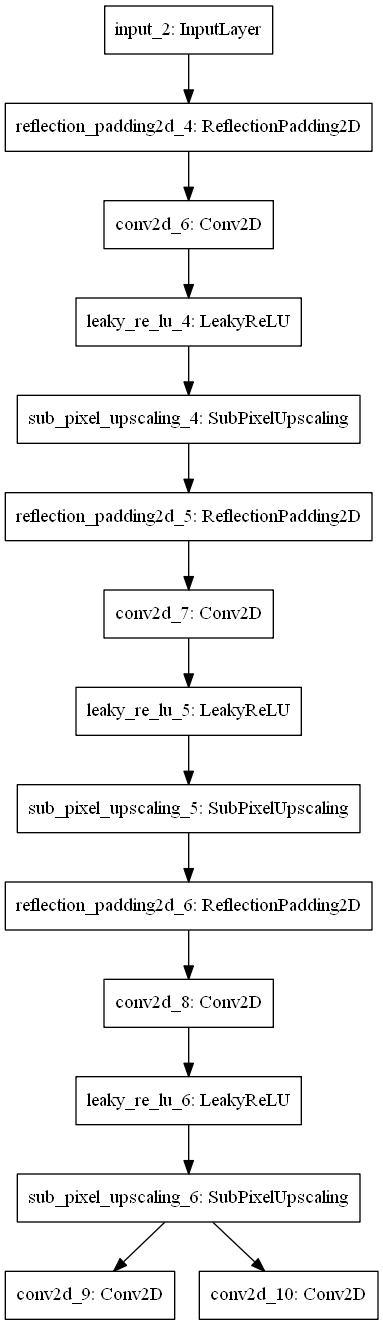 input_2: InputLayer
reflection_padding2d_4: ReflectionPadding2D
conv2d_6: Conv2D
leaky_re_lu_4: LeakyReLU
sub_pixel_upscaling_4: SubPixelUpscaling
reflection_padding2d_5: ReflectionPadding2D
conv2d_7: Conv2D
leaky_re_lu_5: LeakyReLU
sub_pixel_upscaling_5: SubPixelUpscaling
reflection_padding2d_6: ReflectionPadding2D
conv2d_8: Conv2D
leaky_re_lu_6: LeakyReLU
sub_pixel_upscaling_6: SubPixelUpscaling
conv2d_9: Conv2D
conv2d_10: Conv2D